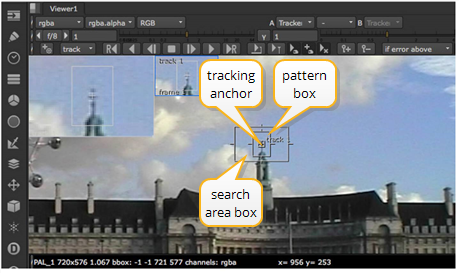 Viewer1
rgba rgba.alpha RGB A Tracke - B Tracke
f/8 1 Y 1
track if error above
track 1
frame
tracking
anchor
pattern
box
track 1
search
area box
PAL_1 720x576 1.067 bbox: -1 -1 721 577 channels: rgba x= 956 y= 253
D